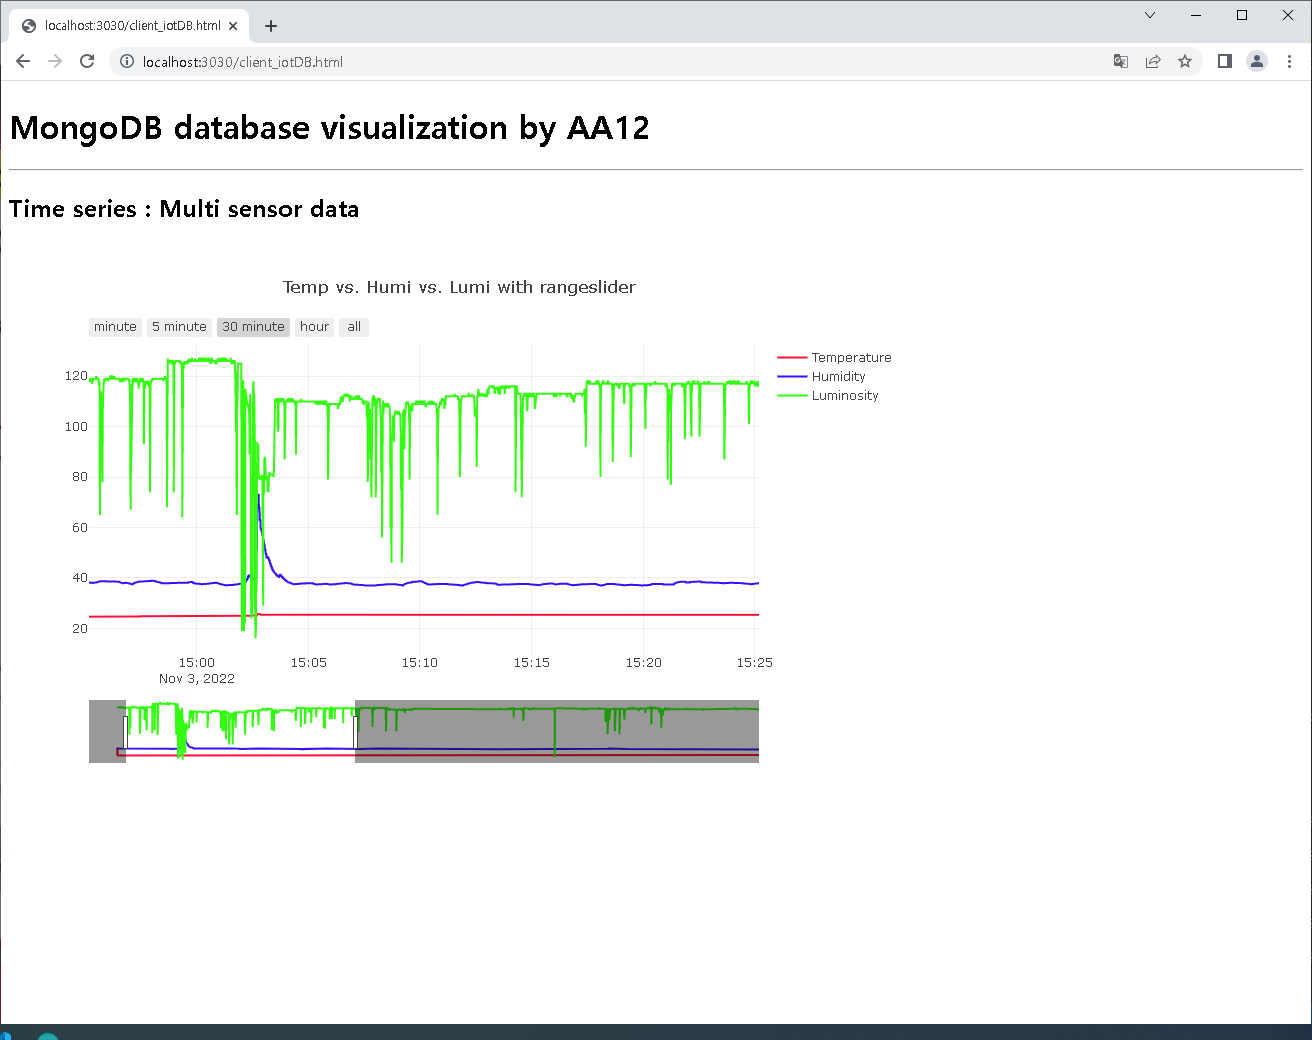 localhost:3030/client_iotDB.html
localhost:3030/client_iotDB.html
MongoDB database visualization by AA12
Time series : Multi sensor data
Temp vs. Humi vs. Lumi with rangeslider
minute 5 minute 30 minute hour all
Temperature
Humidity
Luminosity
120
100
80
60
40
20
15:00 15:05 15:10 15:15 15:20 15:25
Nov 3, 2022